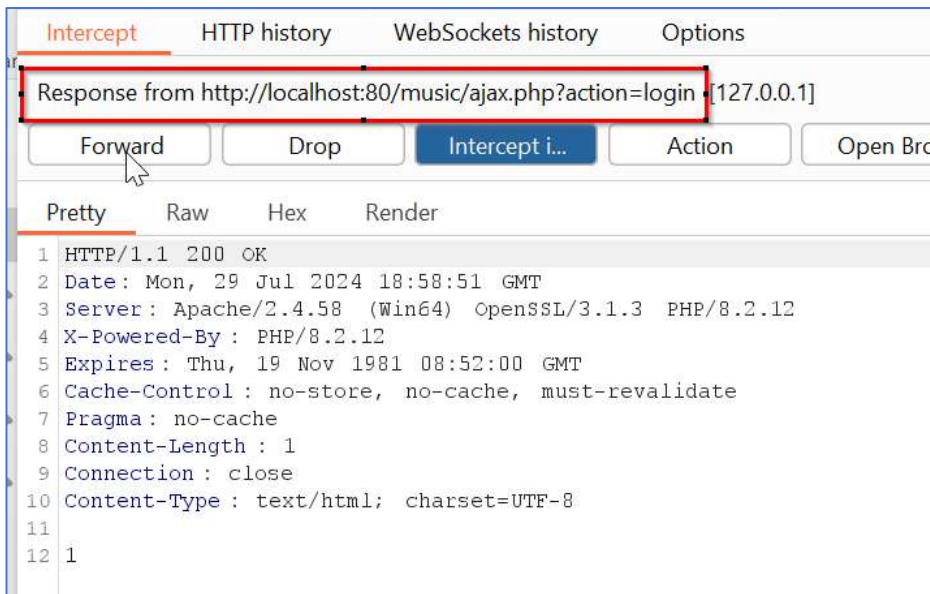 Intercept HTTP history WebSockets history Options
Response from http://localhost:80/music/ajax.php?action=login [127.0.0.1]
Forward Drop Intercept i... Action Open Bro
Pretty Raw Hex Render
1 HTTP/1.1 200 OK
2 Date: Mon, 29 Jul 2024 18:58:51 GMT
3 Server: Apache/2.4.58 (Win64) OpenSSL/3.1.3 PHP/8.2.12
4 X-Powered-By: PHP/8.2.12
5 Expires: Thu, 19 Nov 1981 08:52:00 GMT
6 Cache-Control: no-store, no-cache, must-revalidate
7 Pragma: no-cache
8 Content-Length: 1
9 Connection: close
10 Content-Type: text/html; charset=UTF-8
11
12 1